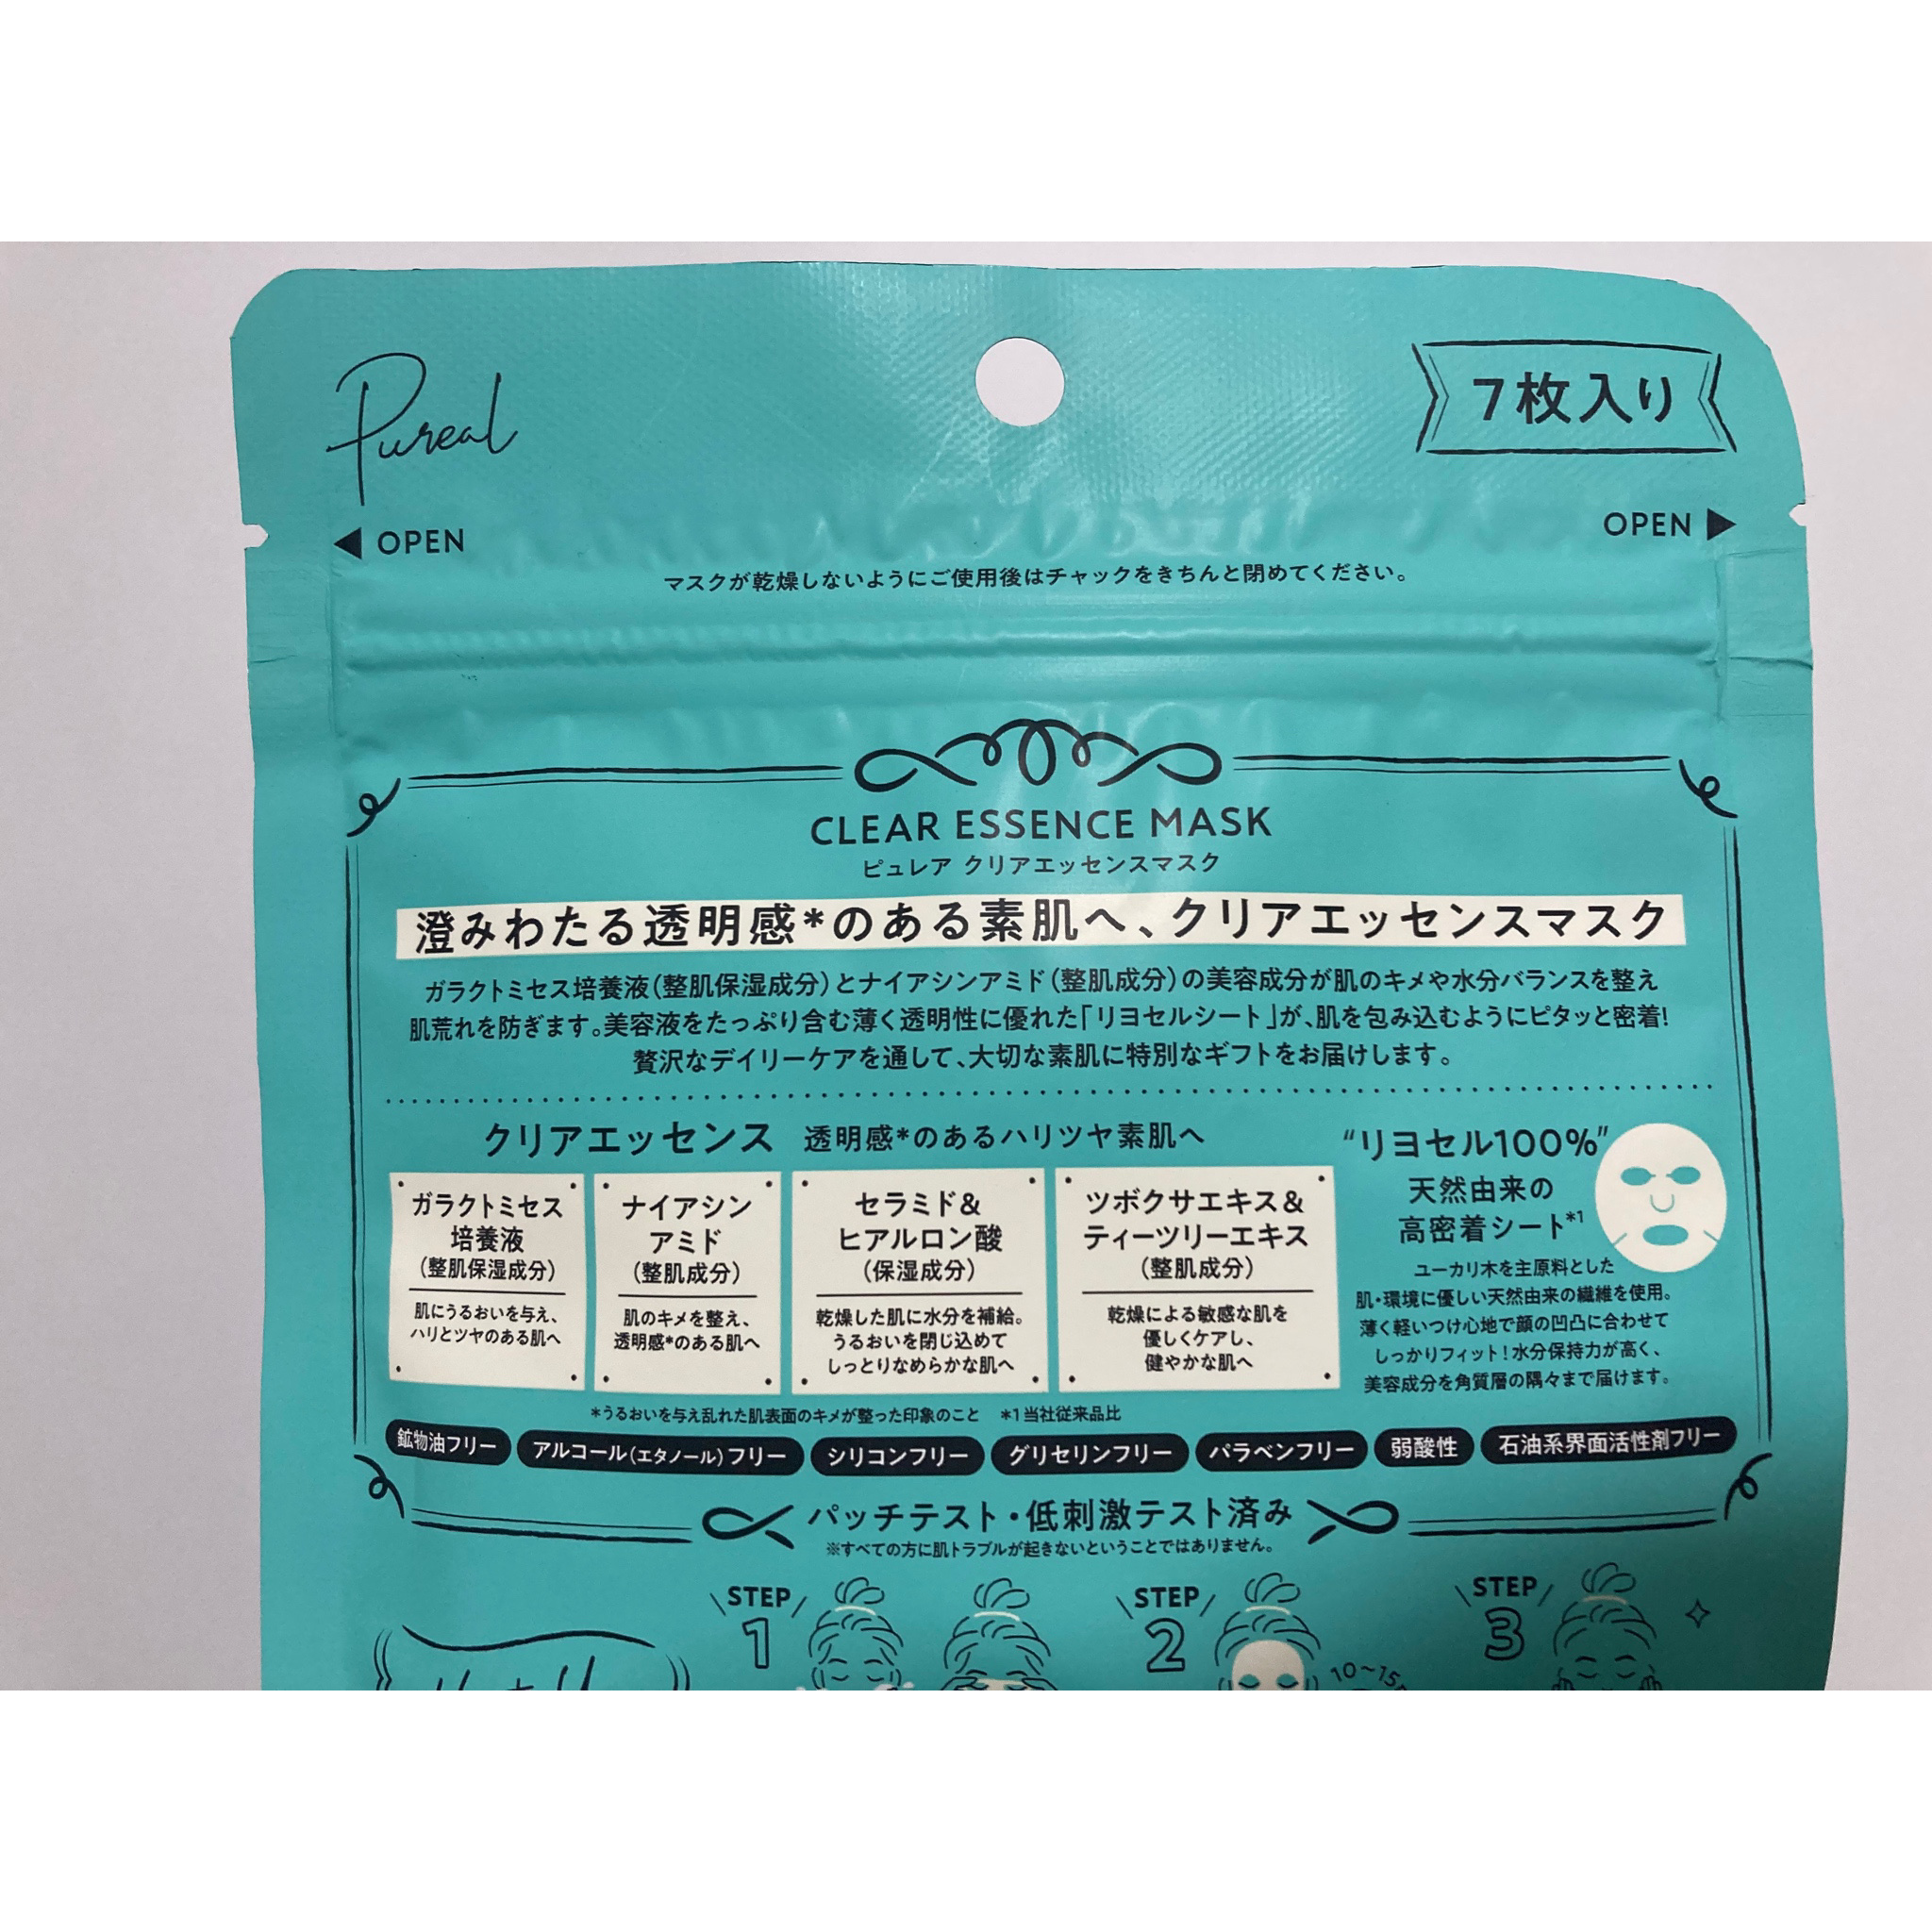 Pureal
7枚入り
OPEN
OPEN
マスクが乾燥しないようにご使用後はチャックをきちんと閉めてください。
CLEAR ESSENCE MASK
ピュレア クリアエッセンスマスク
澄みわたる透明感*のある素肌へ、クリアエッセンスマスク
ガラクトミセス培養液(整肌保湿成分)とナイアシンアミド(整肌成分)の美容成分が肌のキメや水分バランスを整え
肌荒れを防ぎます。美容液をたっぷり含む薄く透明性に優れた「リヨセルシート」が、肌を包み込むようにピタッと密着!
贅沢なデイリーケアを通して、大切な素肌に特別なギフトをお届けします。
クリアエッセンス 透明感*のあるハリツヤ素肌へ
ガラクトミセス
培養液
(整肌保湿成分)
肌にうるおいを与え、
ハリとツヤのある肌へ
ナイアシン
アミド
(整肌成分)
肌のキメを整え、
透明感*のある肌へ
セラミド&
ヒアルロン酸
(保湿成分)
乾燥した肌に水分を補給。
うるおいを閉じ込めて
しっとりなめらかな肌へ
ツボクサエキス&
ティーツリーエキス
(整肌成分)
乾燥による敏感な肌を
優しくケアし、
健やかな肌へ
“リヨセル100%”
天然由来の
高密着シート*1
ユーカリ木を主原料とした
肌・環境に優しい天然由来の繊維を使用。
薄く軽いつけ心地で顔の凹凸に合わせて
しっかりフィット!水分保持力が高く、
美容成分を角質層の隅々まで届けます。
*うるおいを与え乱れた肌表面のキメが整った印象のこと *1当社従来品比
鉱物油フリー アルコール(エタノール)フリー シリコンフリー グリセリンフリー パラベンフリー 弱酸性 石油系界面活性剤フリー
パッチテスト・低刺激テスト済み
※すべての方に肌トラブルが起きないということではありません。
STEP
1
STEP
2
10~15
STEP
3